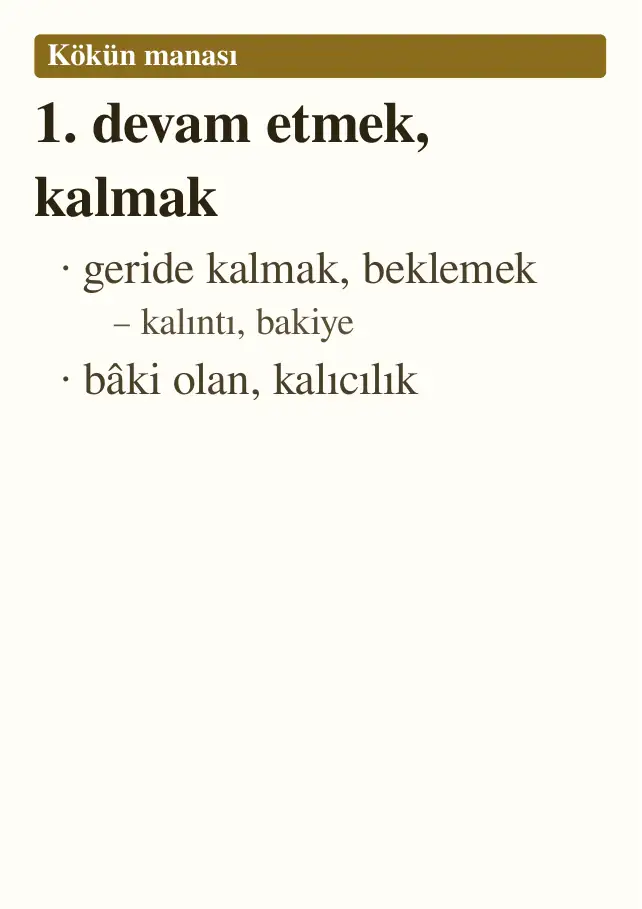 Kökün manası
1. devam etmek,
kalmak
· geride kalmak, beklemek
– kalıntı, bakiye
· bâki olan, kalıcılık